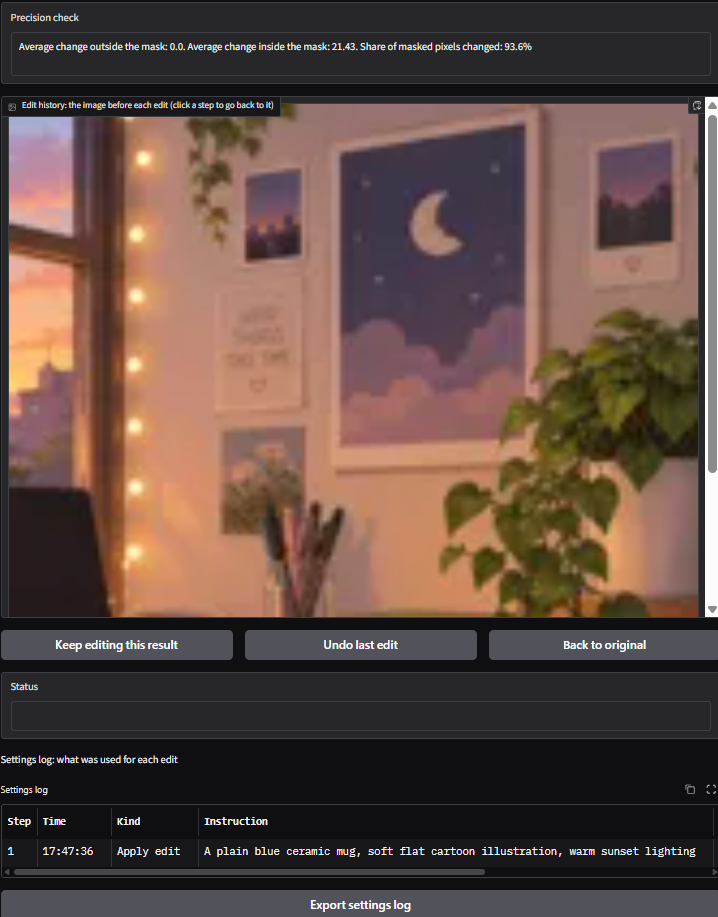 Precision check
Average change outside the mask: 0.0. Average change inside the mask: 21.43. Share of masked pixels changed: 93.6%
Edit history: the image before each edit (click a step to go back to it)
THINGS
TAKE TIME
Keep editing this result
Undo last edit
Back to original
Status
Settings log: what was used for each edit
Settings log
Step Time Kind Instruction
1 17:47:36 Apply edit A plain blue ceramic mug, soft flat cartoon illustration, warm sunset lighting
Export settings log